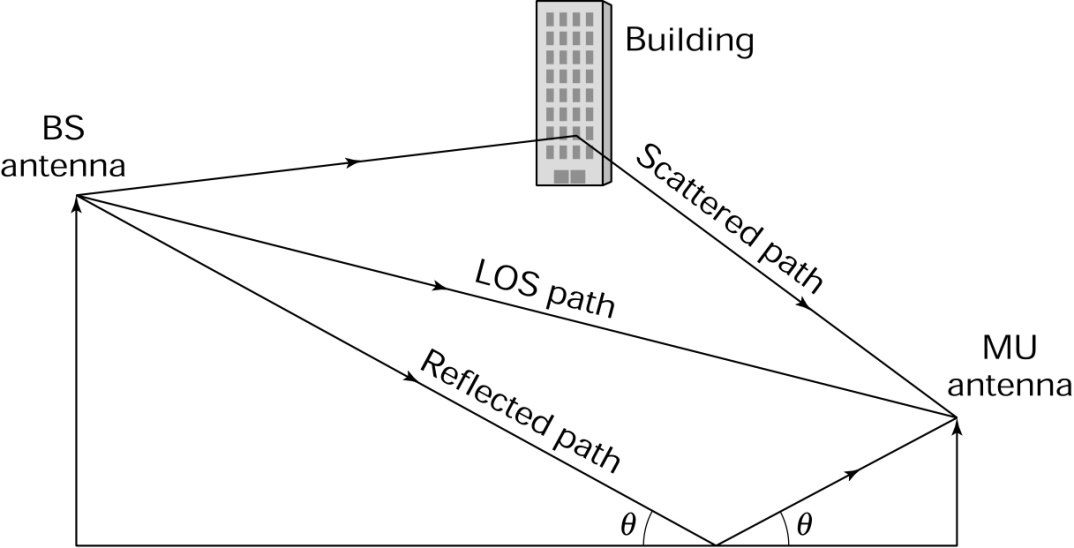 Building
BS
antenna
Scattered path
LOS path
MU
antenna
Reflected path
θ
θ